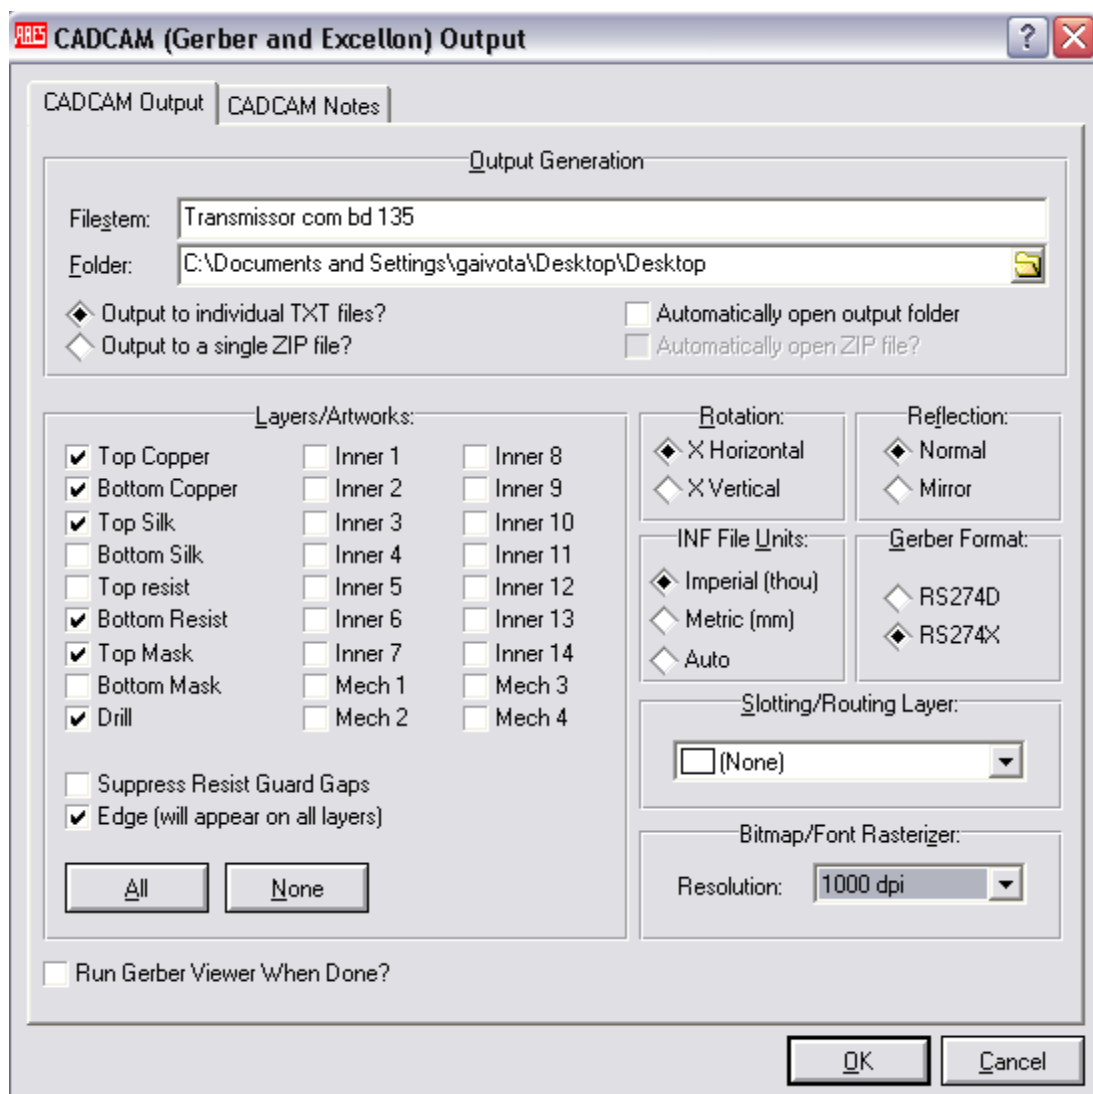 ARES CADCAM (Gerber and Excellon) Output ?
CADCAM Output CADCAM Notes
Output Generation
Filestem: Transmissor com bd 135
Folder: C:\Documents and Settings\gaivota\Desktop\Desktop
Output to individual TXT files? Automatically open output folder
Output to a single ZIP file? Automatically open ZIP file?
Layers/Artworks:
Top Copper Inner 1 Inner 8
Bottom Copper Inner 2 Inner 9
Top Silk Inner 3 Inner 10
Bottom Silk Inner 4 Inner 11
Top resist Inner 5 Inner 12
Bottom Resist Inner 6 Inner 13
Top Mask Inner 7 Inner 14
Bottom Mask Mech 1 Mech 3
Drill Mech 2 Mech 4
Suppress Resist Guard Gaps
Edge (will appear on all layers)
All None
Rotation:
X Horizontal
X Vertical
Reflection:
Normal
Mirror
INF File Units:
Imperial (thou)
Metric (mm)
Auto
Gerber Format:
RS274D
RS274X
Slotting/Routing Layer:
(None)
Bitmap/Font Rasterizer:
Resolution: 1000 dpi
Run Gerber Viewer When Done?
OK Cancel